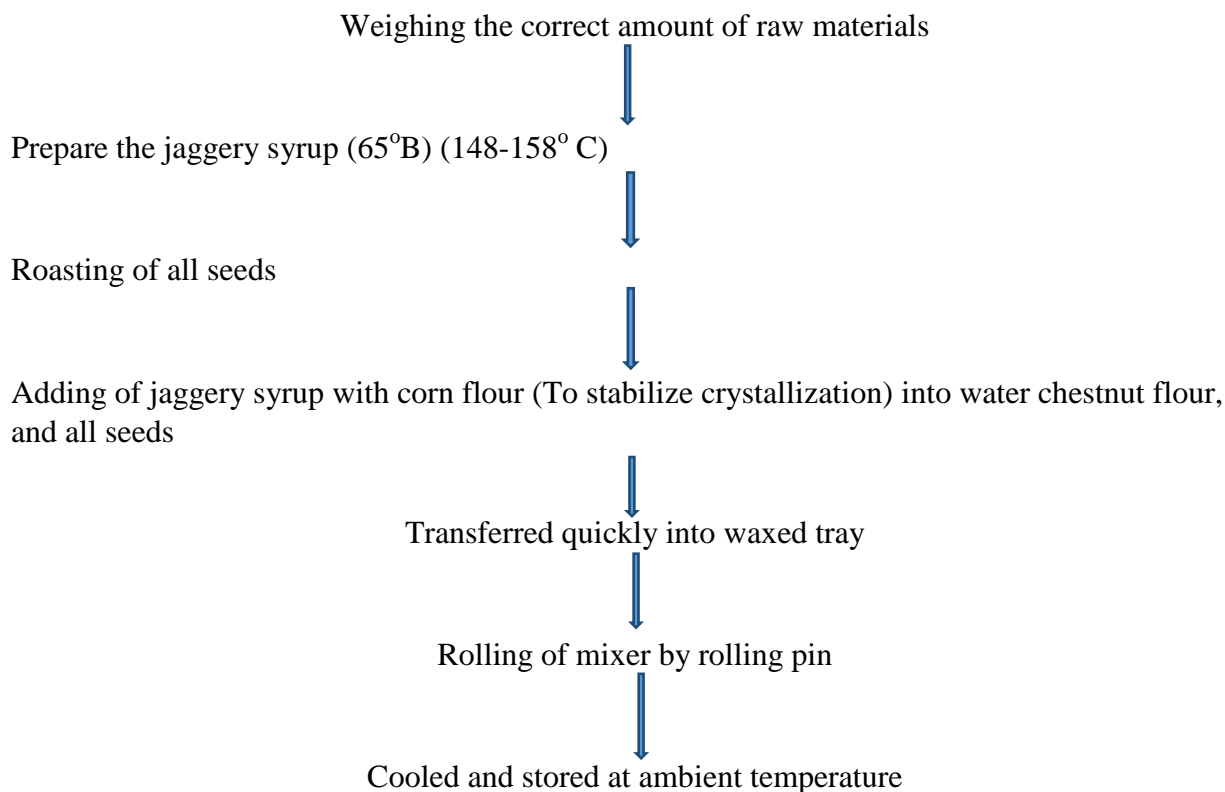 Weighing the correct amount of raw materials
Prepare the jaggery syrup (65°B) (148-158° C)
Roasting of all seeds
Adding of jaggery syrup with corn flour (To stabilize crystallization) into water chestnut flour,
and all seeds
Transferred quickly into waxed tray
Rolling of mixer by rolling pin
Cooled and stored at ambient temperature